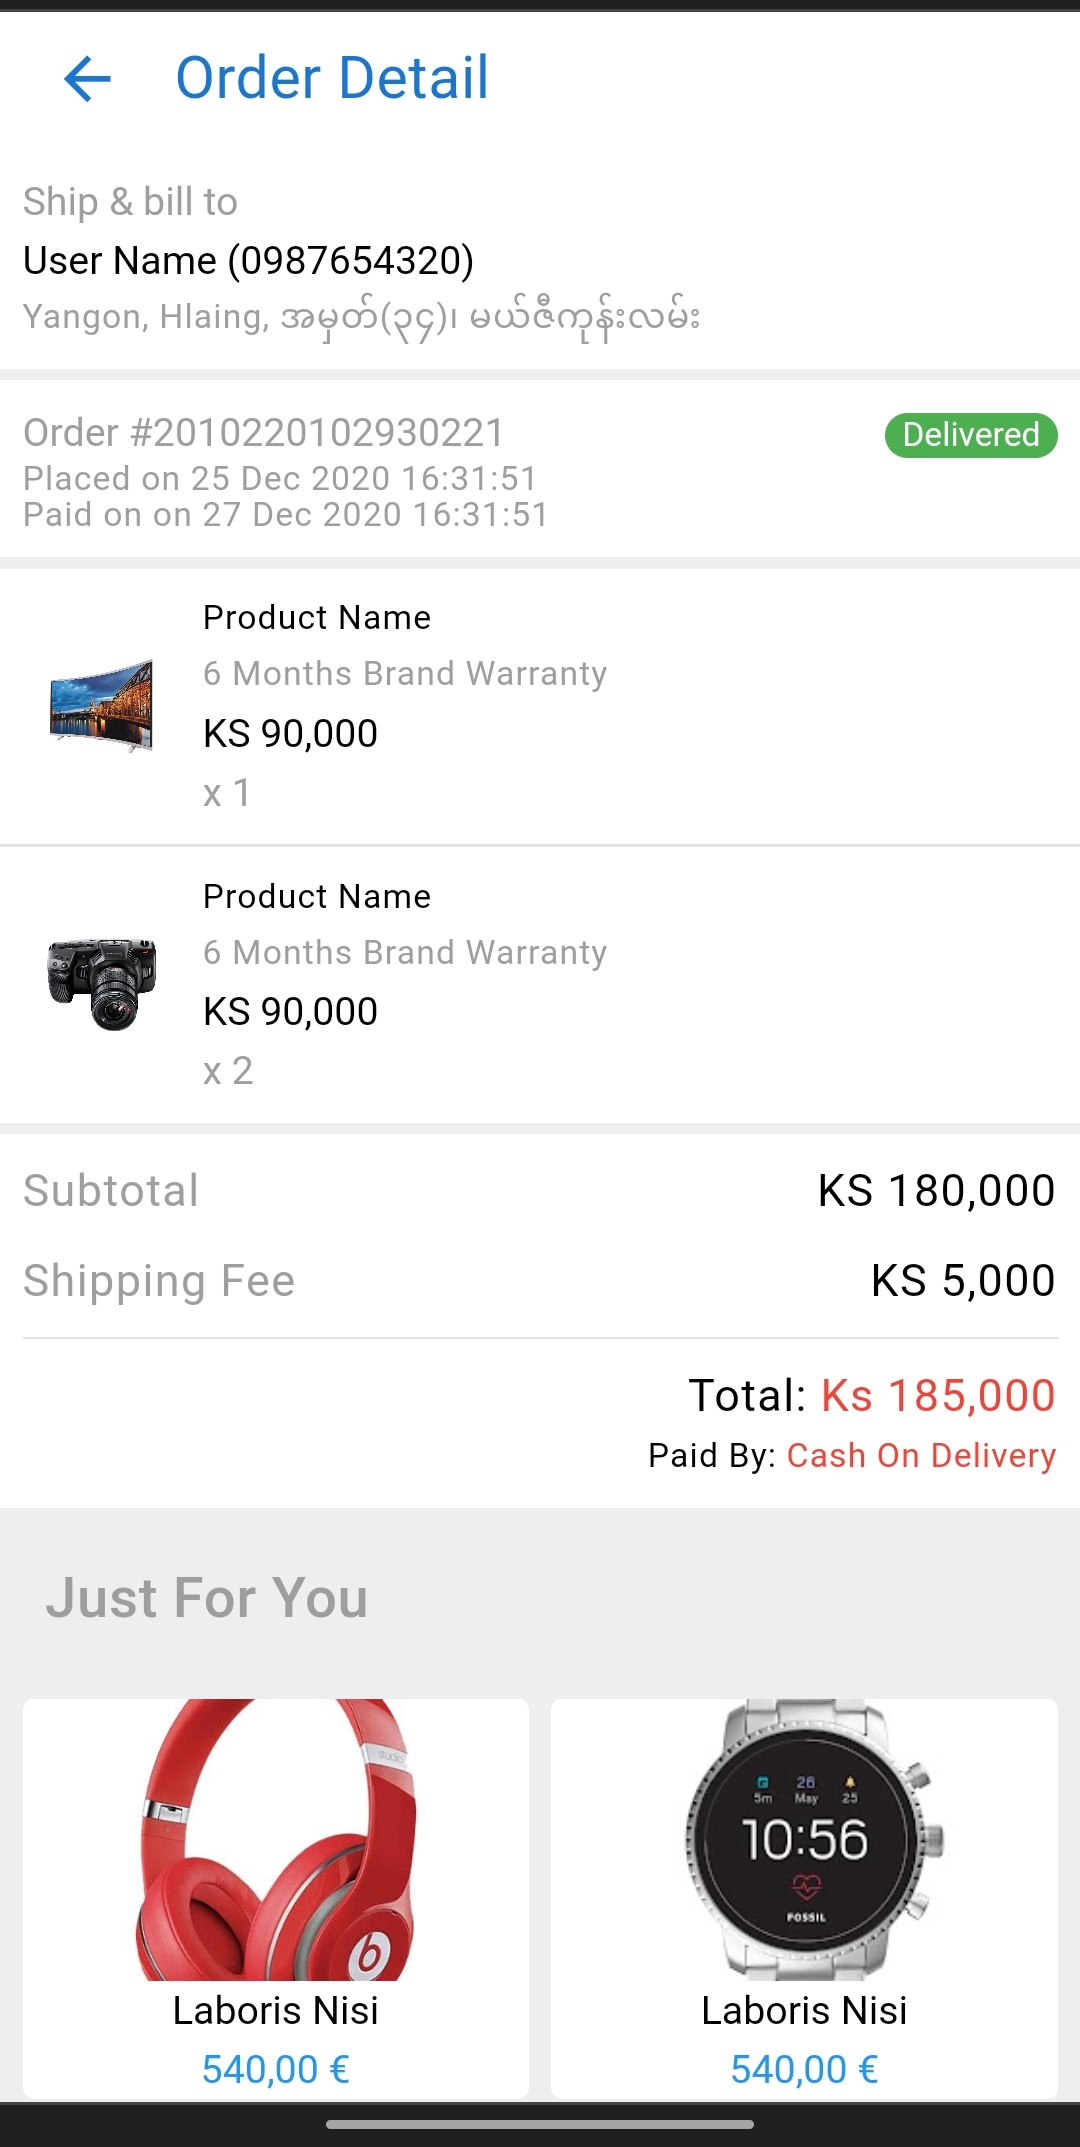 Order Detail
Ship & bill to
User Name (0987654320)
Yangon, Hlaing, အမှတ်(၃၄)၊ မယ်ဇီကုန်းလမ်း
Order #2010220102930221
Delivered
Placed on 25 Dec 2020 16:31:51
Paid on on 27 Dec 2020 16:31:51
Product Name
6 Months Brand Warranty
KS 90,000
x 1
Product Name
6 Months Brand Warranty
KS 90,000
x 2
Subtotal
KS 180,000
Shipping Fee
KS 5,000
Total: Ks 185,000
Paid By: Cash On Delivery
Just For You
studio
Laboris Nisi
540,00 €
5m
26
May
25
10:56
FOSSIL
Laboris Nisi
540,00 €